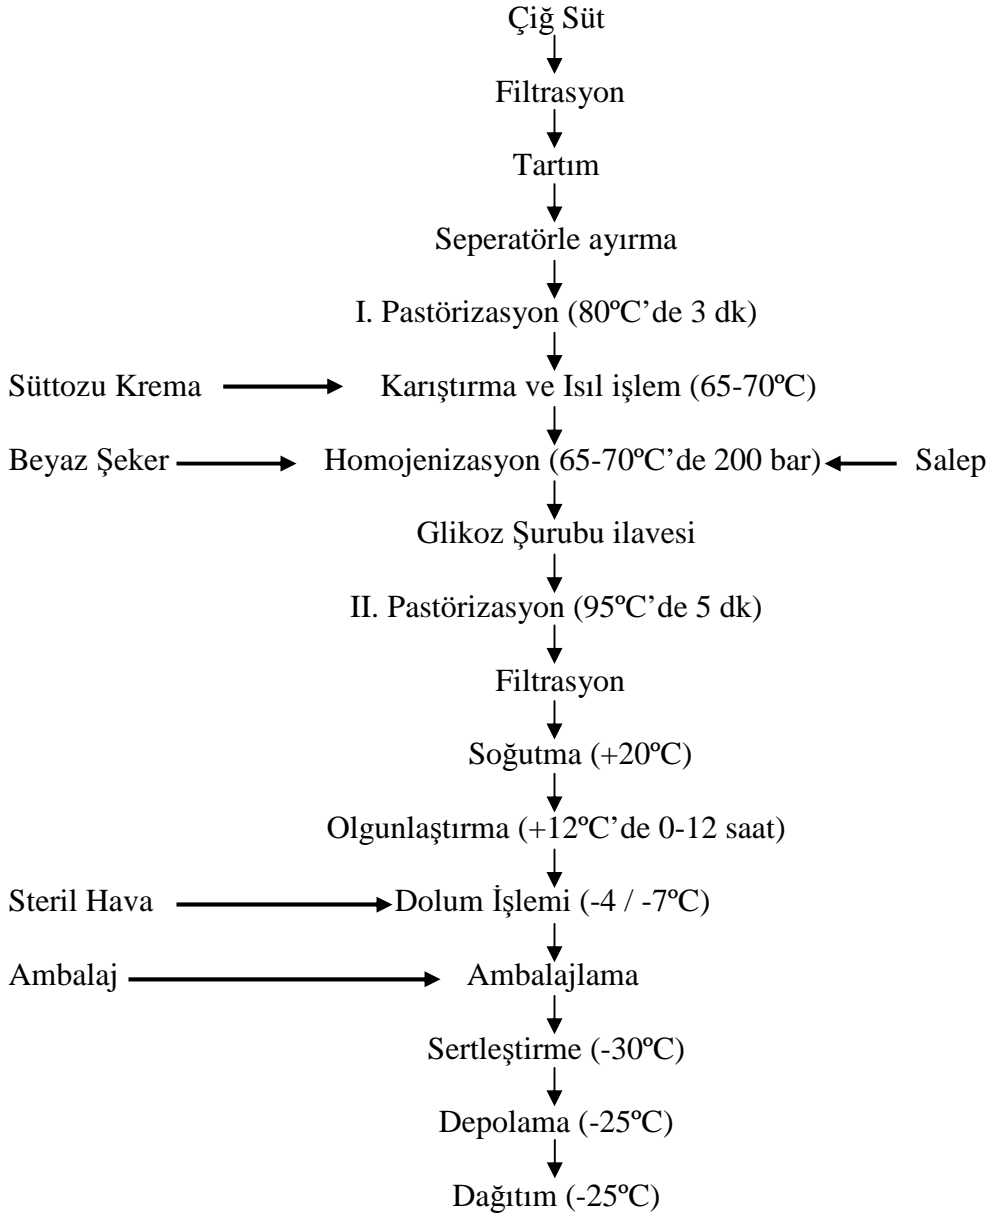 Çiğ Süt
Filtrasyon
Tartım
Seperatörle ayırma
I. Pastörizasyon (80ºC’de 3 dk)
Süttozu Krema Karıştırma ve Isıl işlem (65-70ºC)
Beyaz Şeker Homojenizasyon (65-70ºC’de 200 bar) Salep
Glikoz Şurubu ilavesi
II. Pastörizasyon (95ºC’de 5 dk)
Filtrasyon
Soğutma (+20ºC)
Olgunlaştırma (+12ºC’de 0-12 saat)
Steril Hava Dolum İşlemi (-4 / -7ºC)
Ambalaj Ambalajlama
Sertleştirme (-30ºC)
Depolama (-25ºC)
Dağıtım (-25ºC)